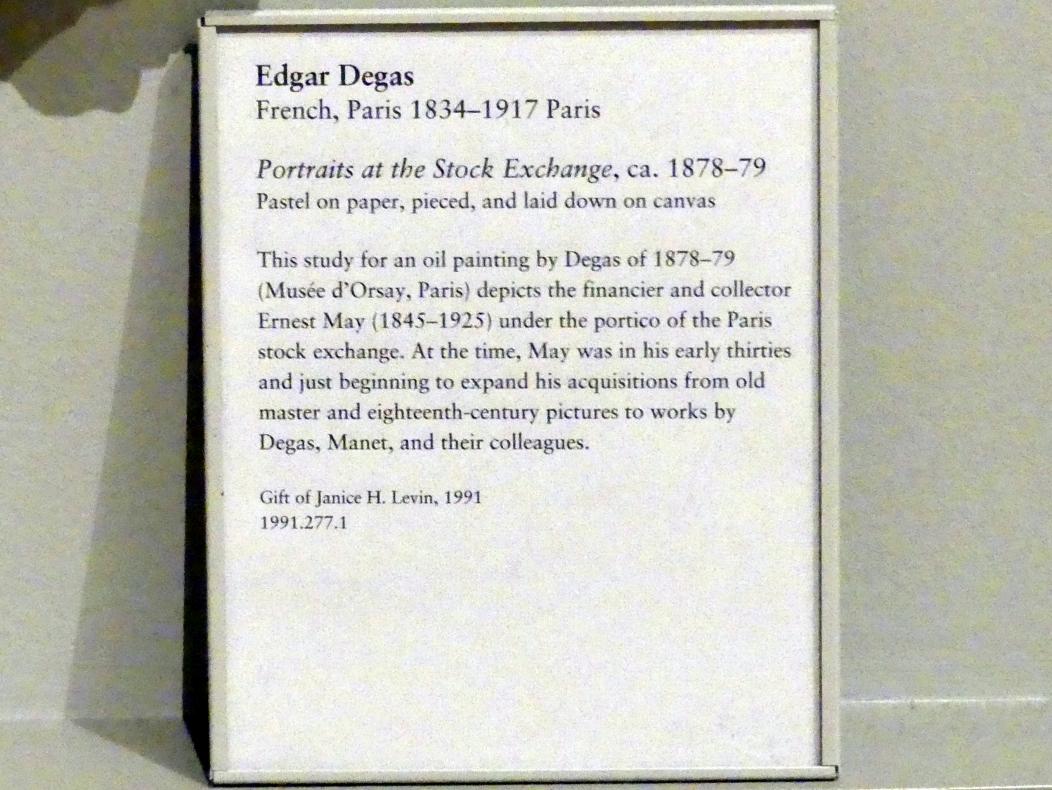 Edgar Degas
French, Paris 1834–1917 Paris
Portraits at the Stock Exchange, ca. 1878–79
Pastel on paper, pieced, and laid down on canvas
This study for an oil painting by Degas of 1878–79
(Musée d'Orsay, Paris) depicts the financier and collector
Ernest May (1845–1925) under the portico of the Paris
stock exchange. At the time, May was in his early thirties
and just beginning to expand his acquisitions from old
master and eighteenth-century pictures to works by
Degas, Manet, and their colleagues.
Gift of Janice H. Levin, 1991
1991.277.1